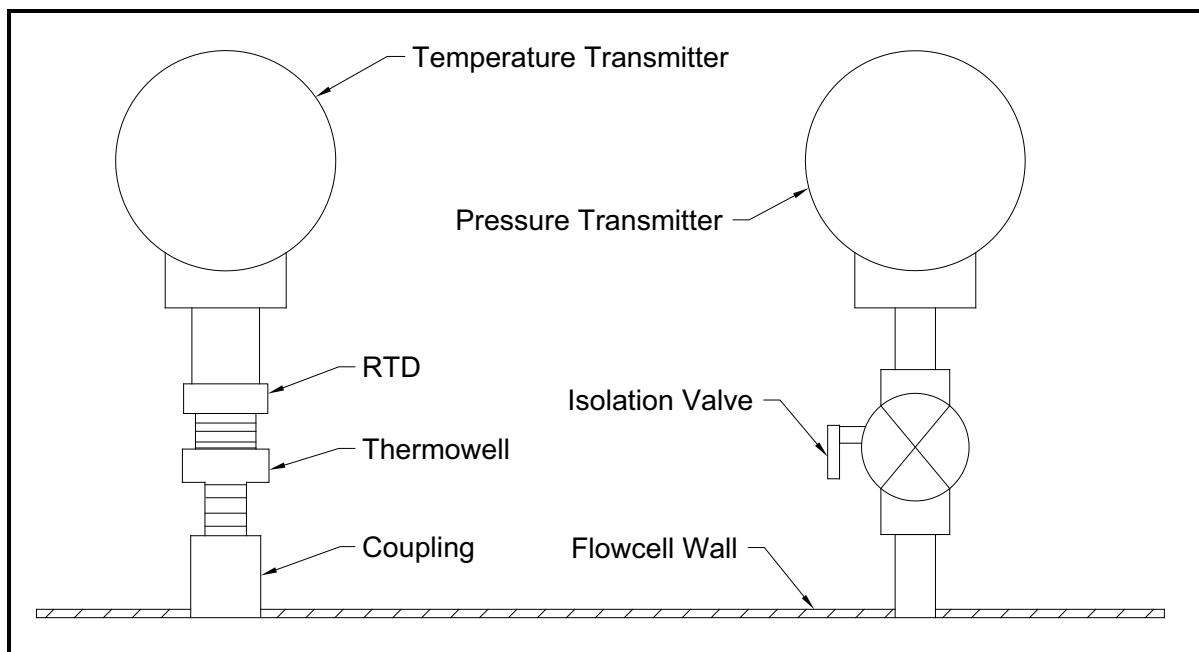 Temperature Transmitter
Pressure Transmitter
RTD
Isolation Valve
Thermowell
Coupling
Flowcell Wall